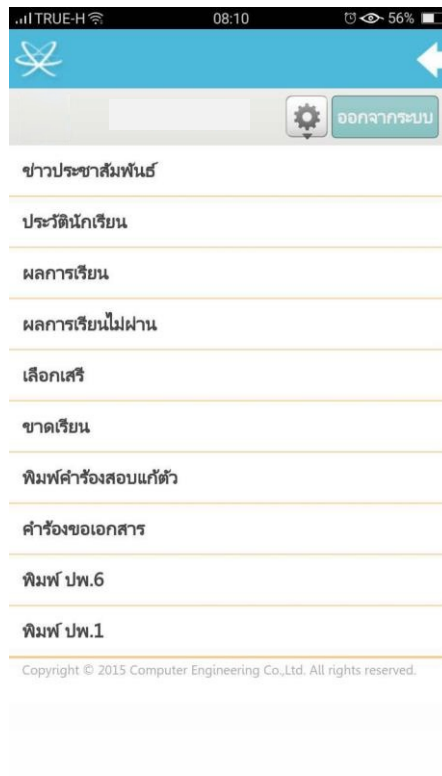 TRUE-H 08:10 56%
ออกจากระบบ
ข่าวประชาสัมพันธ์
ประวัตินักเรียน
ผลการเรียน
ผลการเรียนไม่ผ่าน
เลือกเสรี
ขาดเรียน
พิมพ์คำร้องสอบแก้ตัว
คำร้องขอเอกสาร
พิมพ์ ปพ.6
พิมพ์ ปพ.1
Copyright © 2015 Computer Engineering Co.,Ltd. All rights reserved.